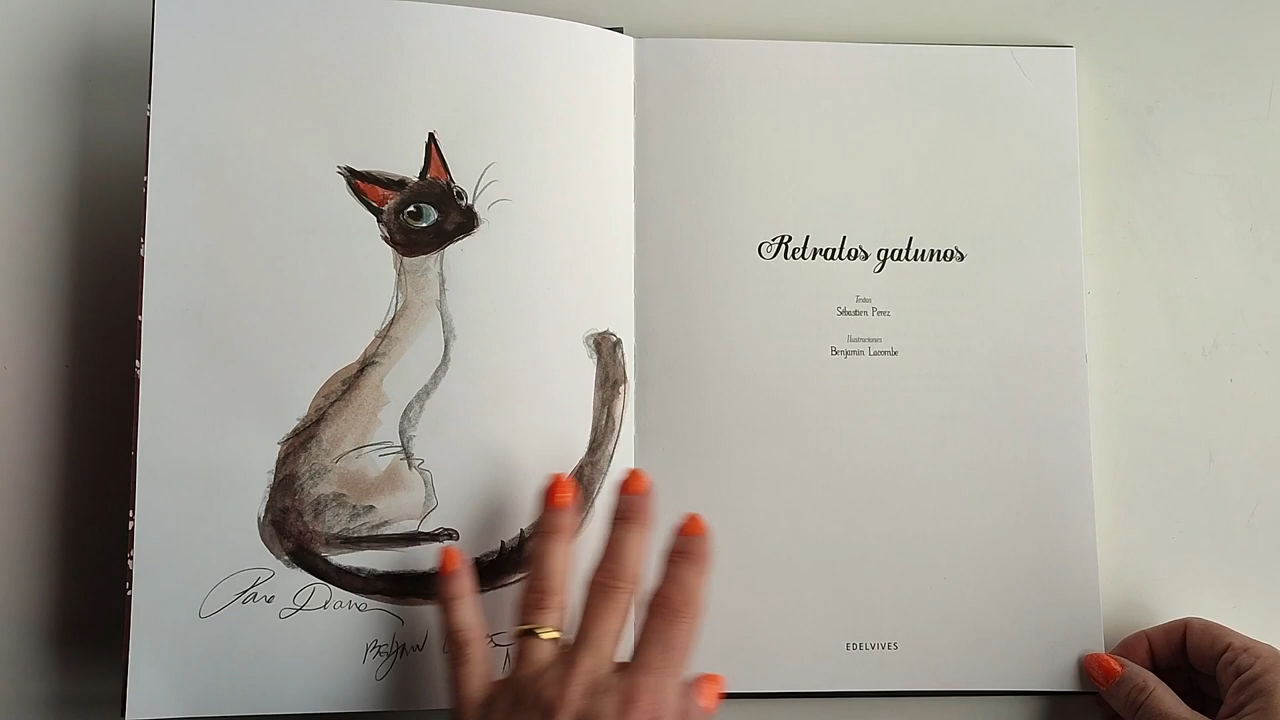 Para Diana
Retratos gatunos
Textos
Sébastien Perez
Ilustraciones
Benjamin Lacombe
EDELVIVES